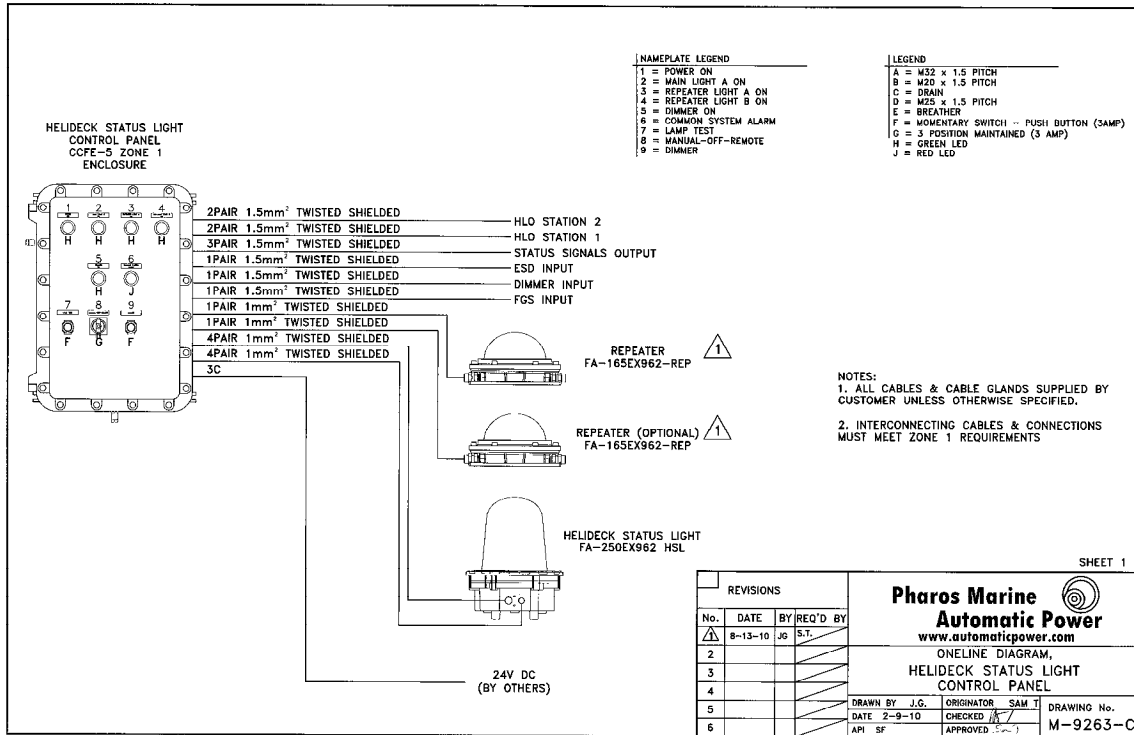 NAMEPLATE LEGEND
1 = POWER ON
2 = MAIN LIGHT A ON
3 = REPEATER LIGHT A ON
4 = REPEATER LIGHT B ON
5 = DIMMER ON
6 = COMMON SYSTEM ALARM
7 = LAMP TEST
8 = MANUAL-OFF-REMOTE
9 = DIMMER
LEGEND
A = M32 x 1.5 PITCH
B = M20 x 1.5 PITCH
C = DRAIN
D = M25 x 1.5 PITCH
E = BREATHER
F = MOMENTARY SWITCH -- PUSH BUTTON (3AMP)
G = 3 POSITION MAINTAINED (3 AMP)
H = GREEN LED
J = RED LED
HELIDECK STATUS LIGHT
CONTROL PANEL
CCFE-5 ZONE 1
ENCLOSURE
1 2 3 4
H H H H
5 6
H J
7 8 9
F G F
2PAIR 1.5mm² TWISTED SHIELDED
2PAIR 1.5mm² TWISTED SHIELDED
3PAIR 1.5mm² TWISTED SHIELDED
1PAIR 1.5mm² TWISTED SHIELDED
1PAIR 1.5mm² TWISTED SHIELDED
1PAIR 1.5mm² TWISTED SHIELDED
1PAIR 1mm² TWISTED SHIELDED
1PAIR 1mm² TWISTED SHIELDED
4PAIR 1mm² TWISTED SHIELDED
4PAIR 1mm² TWISTED SHIELDED
3C
HLO STATION 2
HLO STATION 1
STATUS SIGNALS OUTPUT
ESD INPUT
DIMMER INPUT
FGS INPUT
REPEATER
FA-165EX962-REP
1
REPEATER (OPTIONAL)
FA-165EX962-REP
1
HELIDECK STATUS LIGHT
FA-250EX962 HSL
24V DC
(BY OTHERS)
NOTES:
1. ALL CABLES & CABLE GLANDS SUPPLIED BY
CUSTOMER UNLESS OTHERWISE SPECIFIED.
2. INTERCONNECTING CABLES & CONNECTIONS
MUST MEET ZONE 1 REQUIREMENTS
SHEET 1
REVISIONS
No. DATE BY REQ'D BY
1 8-13-10 JG S.T.
2
3
4
5
6
Pharos Marine
Automatic Power
www.automaticpower.com
ONELINE DIAGRAM,
HELIDECK STATUS LIGHT
CONTROL PANEL
DRAWN BY J.G. ORIGINATOR SAM T
DATE 2-9-10 CHECKED
API SF APPROVED
DRAWING No.
M-9263-C